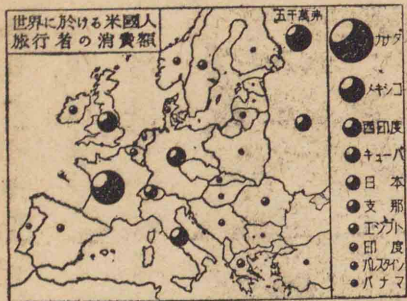 世界に於ける米國人
旅行者の消費額
五千萬弗
カナダ
メキシコ
西印度
キューバ
日本
支那
エジプト
印度
パレスタイン
パナマ